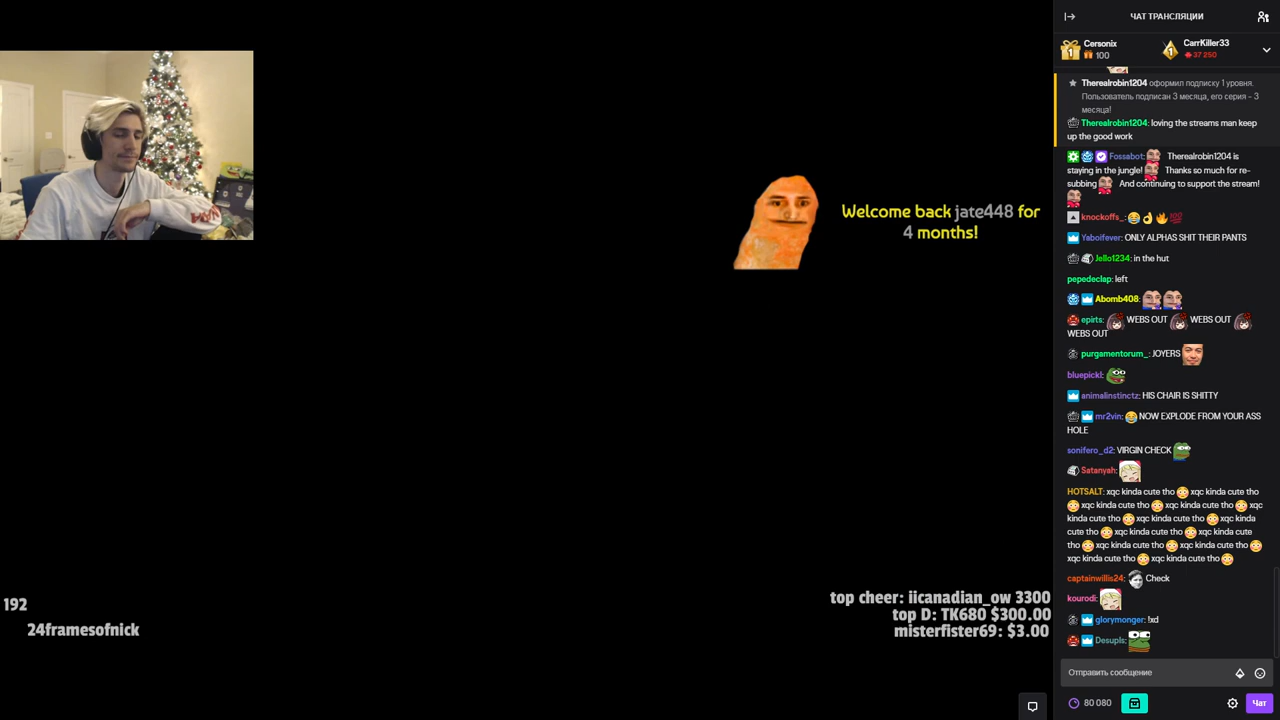 Welcome back jate448 for
4 months!
192
24framesofnick
top cheer: iicanadian_ow 3300
top D: TK680 $300.00
misterfister69: $3.00
ЧАТ ТРАНСЛЯЦИИ
Cersonix
100
CarrKiller33
37 250
Therealrobin1204 оформил подписку 1 уровня.
Пользователь подписан 3 месяца, его серия - 3
месяца!
Therealrobin1204: loving the streams man keep
up the good work
Fossabot: Therealrobin1204 is
staying in the jungle! Thanks so much for re-
subbing And continuing to support the stream!
knockoffs_: 😂👌🔥💯
Yaboifever: ONLY ALPHAS SHIT THEIR PANTS
Jello1234: in the hut
pepedeclap: left
Abomb408:
epirts: WEBS OUT WEBS OUT
WEBS OUT
purgamentorum_: JOYERS
bluepickl:
animalinstinctz: HIS CHAIR IS SHITTY
mr2vin: 😂 NOW EXPLODE FROM YOUR ASS
HOLE
sonifero_d2: VIRGIN CHECK
Satanyah:
HOTSALT: xqc kinda cute tho 😳 xqc kinda cute tho
😳 xqc kinda cute tho 😳 xqc kinda cute tho 😳 xqc
kinda cute tho 😳 xqc kinda cute tho 😳 xqc kinda
cute tho 😳 xqc kinda cute tho 😳 xqc kinda cute
tho 😳 xqc kinda cute tho 😳 xqc kinda cute tho 😳
xqc kinda cute tho 😳 xqc kinda cute tho 😳
captainwillis24: Check
kourodi:
glorymonger: !xd
Desupls:
Отправить сообщение
80 080
Чат